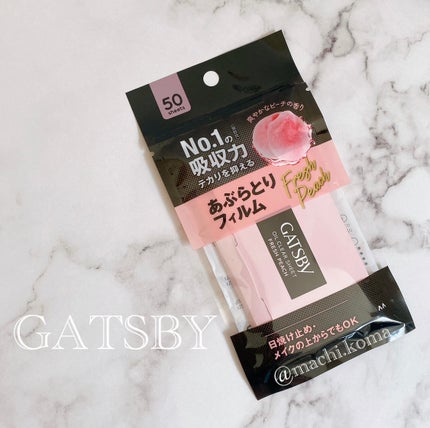 50
sheets
爽やかなピーチの香り
No.1の
吸収力
テカリを抑える
あぶらとり
フィルム
Fresh
Peach
GATSBY
OIL CLEAR SHEET
FRESH PEACH
GATSBY
日焼け止め・
メイクの上からでもOK
@machi.koma